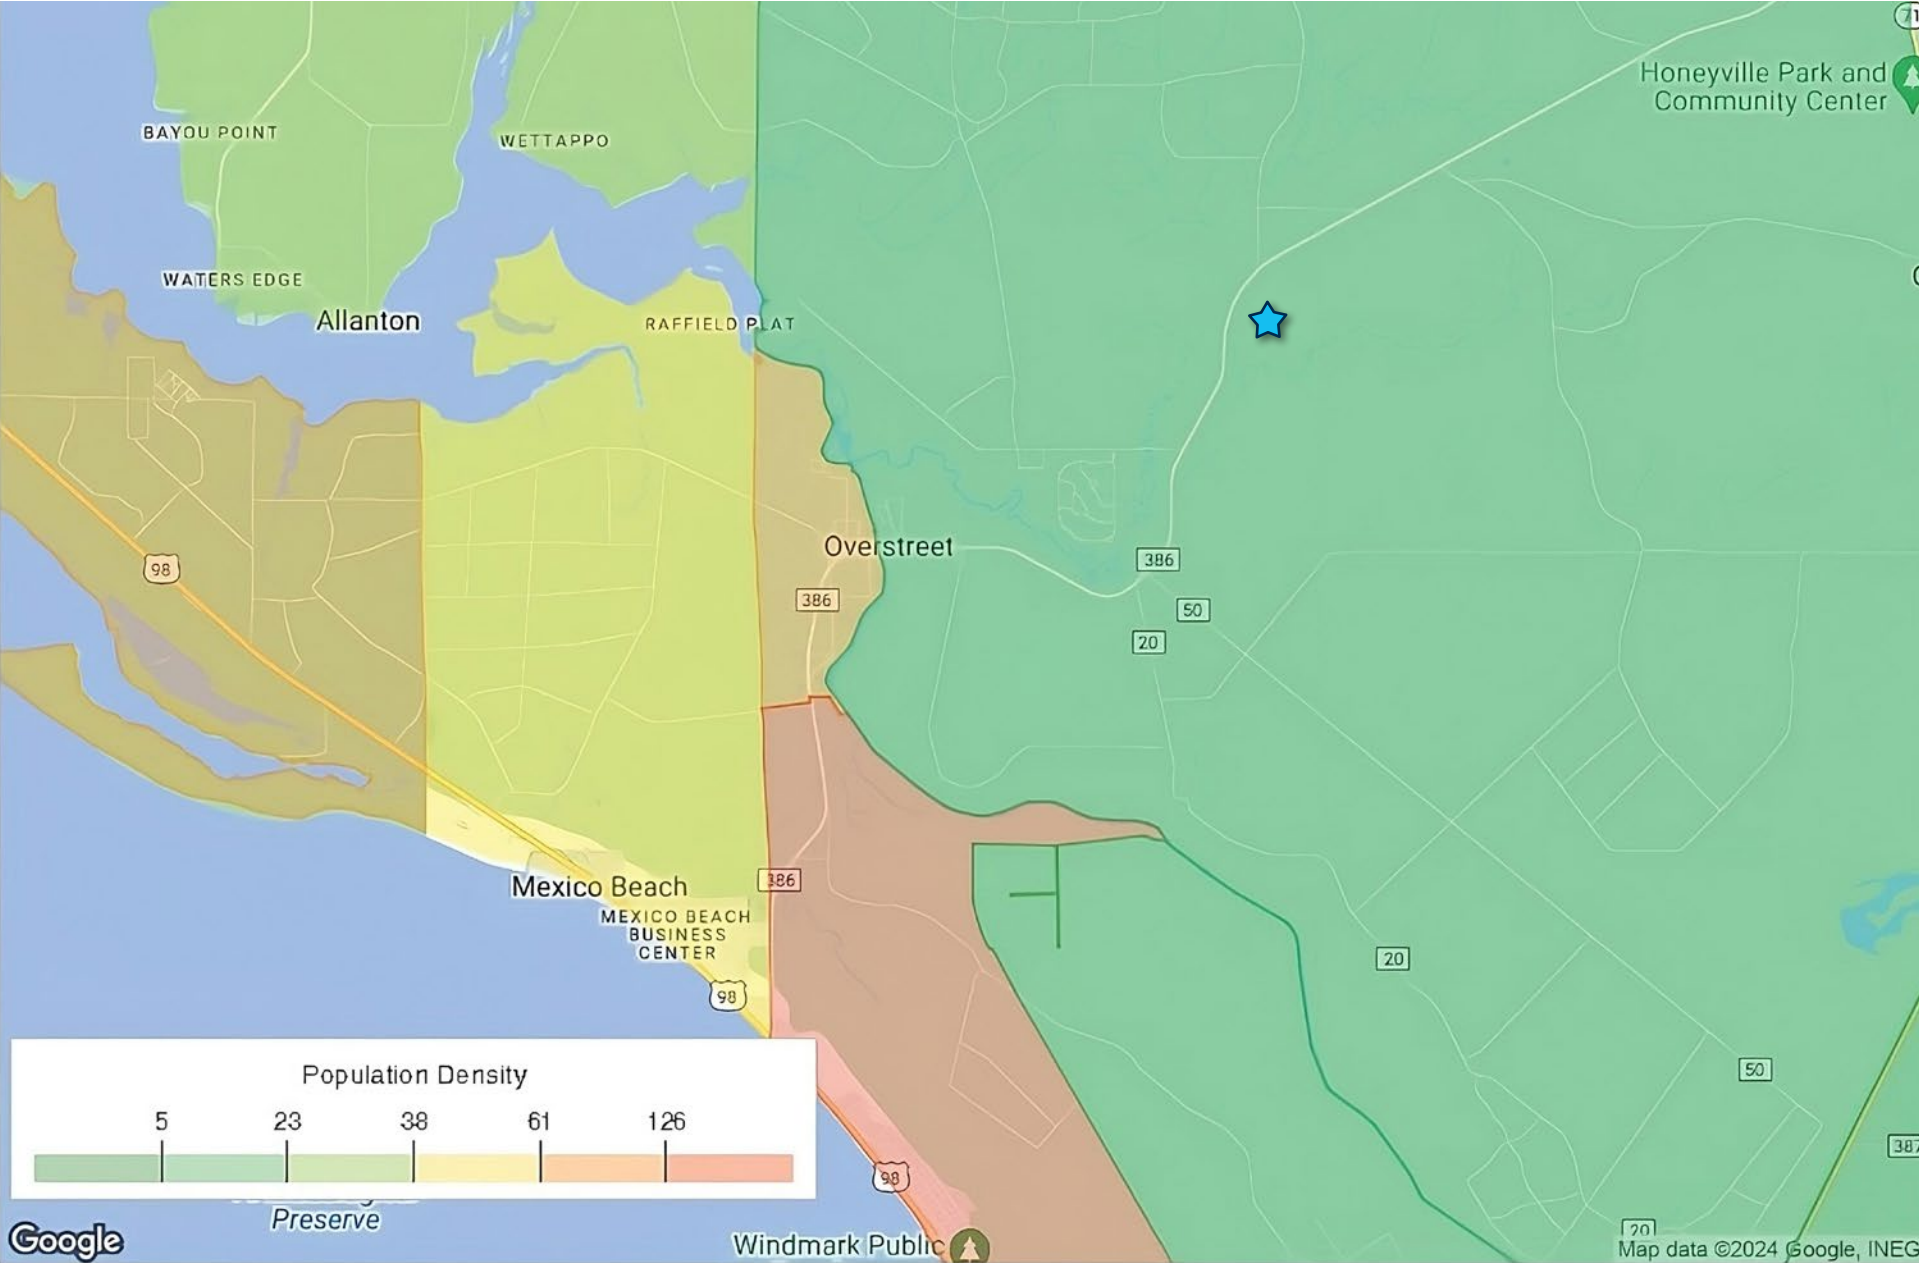 71
Honeyville Park and
Community Center
BAYOU POINT
WETTAPPO
WATERS EDGE
Allanton
RAFFIELD PLAT
Overstreet
98
386
386
50
20
386
Mexico Beach
MEXICO BEACH
BUSINESS
CENTER
98
20
50
387
20
98
Population Density
5 23 38 61 126
Preserve
Windmark Public
Google
Map data ©2024 Google, INEG